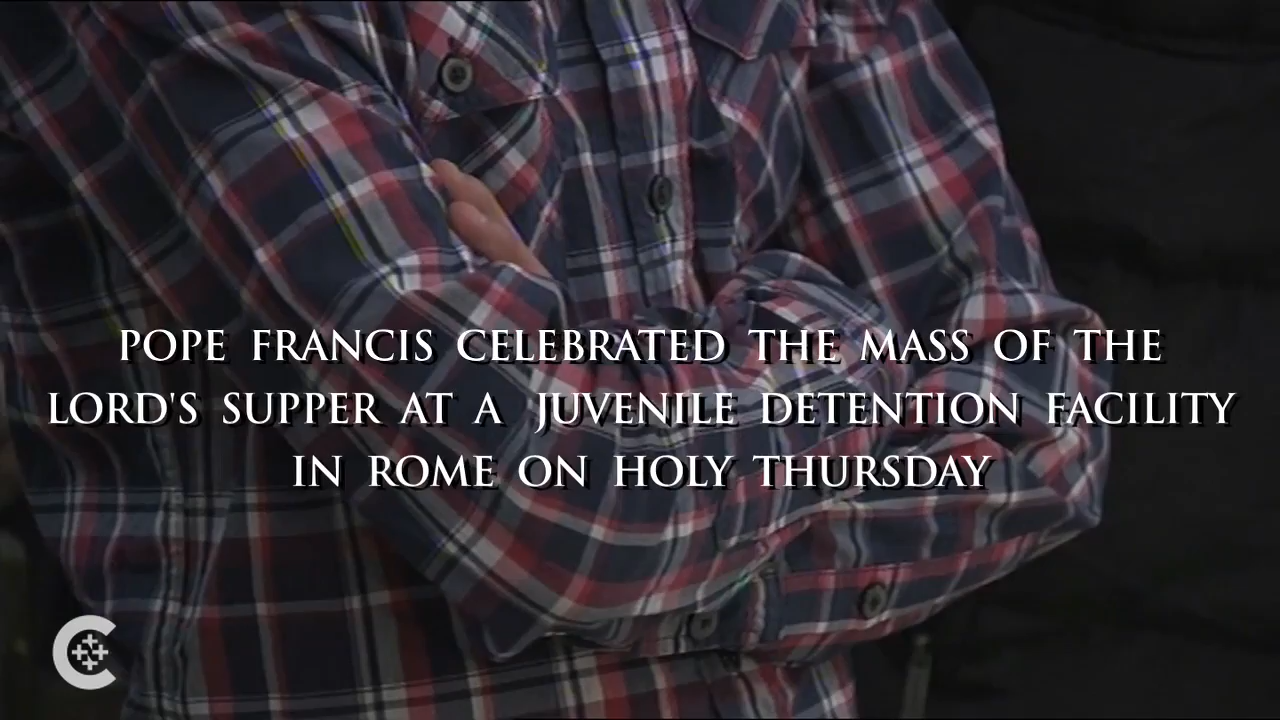 POPE FRANCIS CELEBRATED THE MASS OF THE
LORD'S SUPPER AT A JUVENILE DETENTION FACILITY
IN ROME ON HOLY THURSDAY